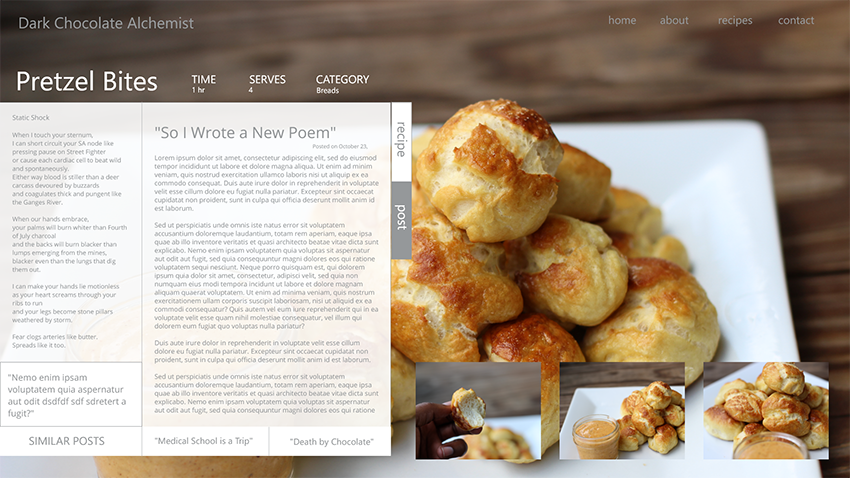 Dark Chocolate Alchemist
home about recipes contact
Pretzel Bites
TIME
1 hr
SERVES
4
CATEGORY
Breads
Static Shock
When I touch your sternum,
I can short circuit your SA node like
pressing pause on Street Fighter
or cause each cardiac cell to beat wild
and spontaneously.
Either way blood is stiller than a deer
carcass devoured by buzzards
and coagulates thick and pungent like
the Ganges River.
When our hands embrace,
your palms will burn whiter than Fourth
of July charcoal
and the backs will burn blacker than
lumps emerging from the mines,
blacker even than the lungs that dig
them out.
I can make your hands lie motionless
as your heart screams through your
ribs to run
and your legs become stone pillars
weathered by storm.
Fear clogs arteries like butter.
Spreads like it too.
"Nemo enim ipsam
voluptatem quia aspernatur
aut odit dsdfdf sdf sdretert a
fugit?"
"So I Wrote a New Poem"
Posted on October 23,
Lorem ipsum dolor sit amet, consectetur adipiscing elit, sed do eiusmod
tempor incididunt ut labore et dolore magna aliqua. Ut enim ad minim
veniam, quis nostrud exercitation ullamco laboris nisi ut aliquip ex ea
commodo consequat. Duis aute irure dolor in reprehenderit in voluptate
velit esse cillum dolore eu fugiat nulla pariatur. Excepteur sint occaecat
cupidatat non proident, sunt in culpa qui officia deserunt mollit anim id
est laborum.
Sed ut perspiciatis unde omnis iste natus error sit voluptatem
accusantium doloremque laudantium, totam rem aperiam, eaque ipsa
quae ab illo inventore veritatis et quasi architecto beatae vitae dicta sunt
explicabo. Nemo enim ipsam voluptatem quia voluptas sit aspernatur
aut odit aut fugit, sed quia consequuntur magni dolores eos qui ratione
voluptatem sequi nesciunt. Neque porro quisquam est, qui dolorem
ipsum quia dolor sit amet, consectetur, adipisci velit, sed quia non
numquam eius modi tempora incidunt ut labore et dolore magnam
aliquam quaerat voluptatem. Ut enim ad minima veniam, quis nostrum
exercitationem ullam corporis suscipit laboriosam, nisi ut aliquid ex ea
commodi consequatur? Quis autem vel eum iure reprehenderit qui in ea
voluptate velit esse quam nihil molestiae consequatur, vel illum qui
dolorem eum fugiat quo voluptas nulla pariatur?
Duis aute irure dolor in reprehenderit in voluptate velit esse cillum
dolore eu fugiat nulla pariatur. Excepteur sint occaecat cupidatat non
proident, sunt in culpa qui officia deserunt mollit anim id est laborum.
Sed ut perspiciatis unde omnis iste natus error sit voluptatem
accusantium doloremque laudantium, totam rem aperiam, eaque ipsa
quae ab illo inventore veritatis et quasi architecto beatae vitae dicta sunt
explicabo. Nemo enim ipsam voluptatem quia voluptas sit aspernatur
aut odit aut fugit, sed quia consequuntur magni dolores eos qui ratione
recipe
post
SIMILAR POSTS
"Medical School is a Trip"
"Death by Chocolate"